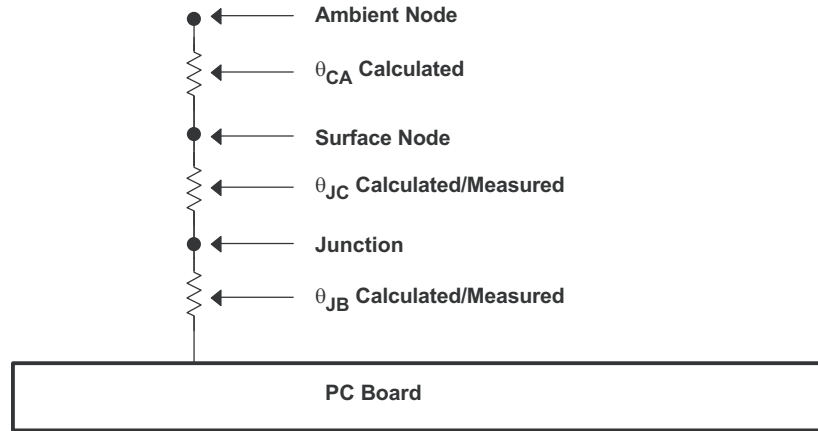 Ambient Node
θCA Calculated
Surface Node
θJC Calculated/Measured
Junction
θJB Calculated/Measured
PC Board